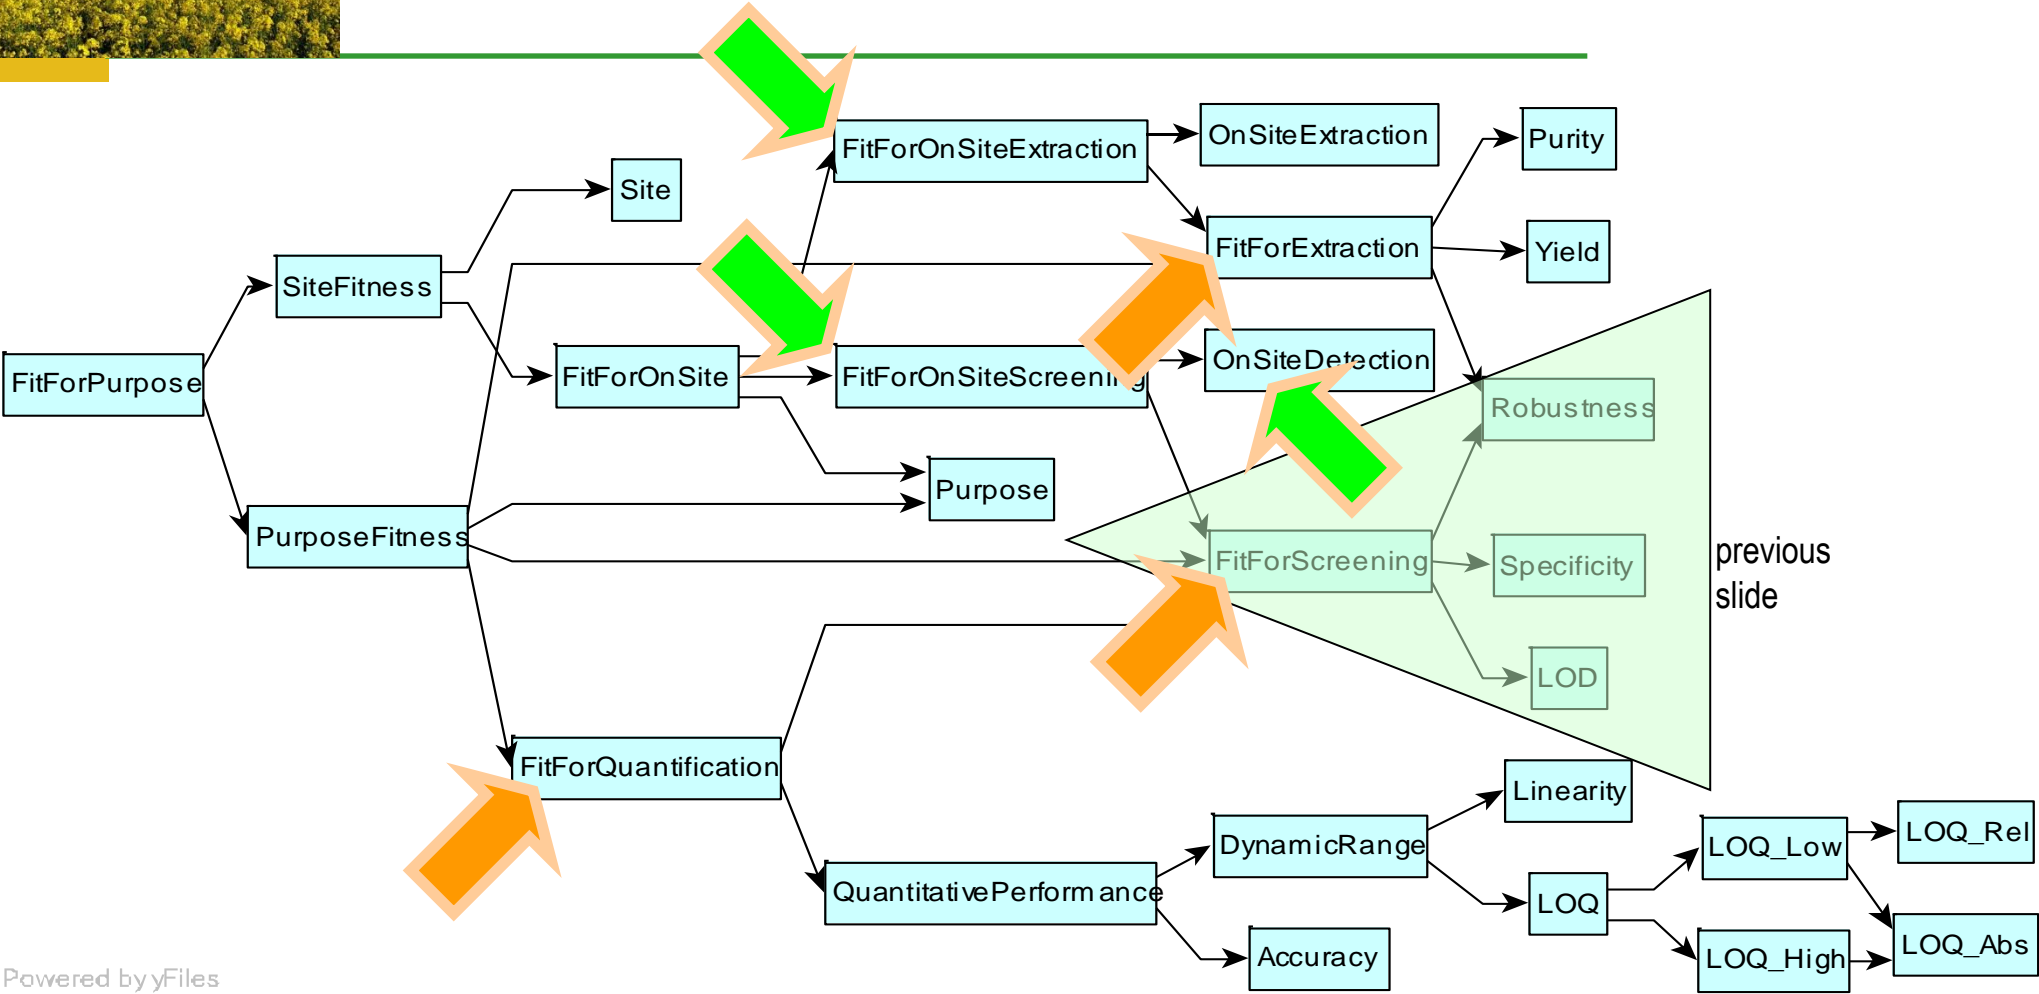 OnSiteExtraction
Purity
FitForOnSiteExtraction
Site
FitForExtraction
Yield
SiteFitness
FitForOnSite
FitForOnSiteScreening
OnSiteDetection
FitForPurpose
Robustness
Purpose
PurposeFitness
FitForScreening
Specificity
previous
slide
LOD
FitForQuantification
Linearity
DynamicRange
LOQ_Low
LOQ_Rel
QuantitativePerformance
LOQ
LOQ_Abs
Accuracy
LOQ_High
Powered by yFiles